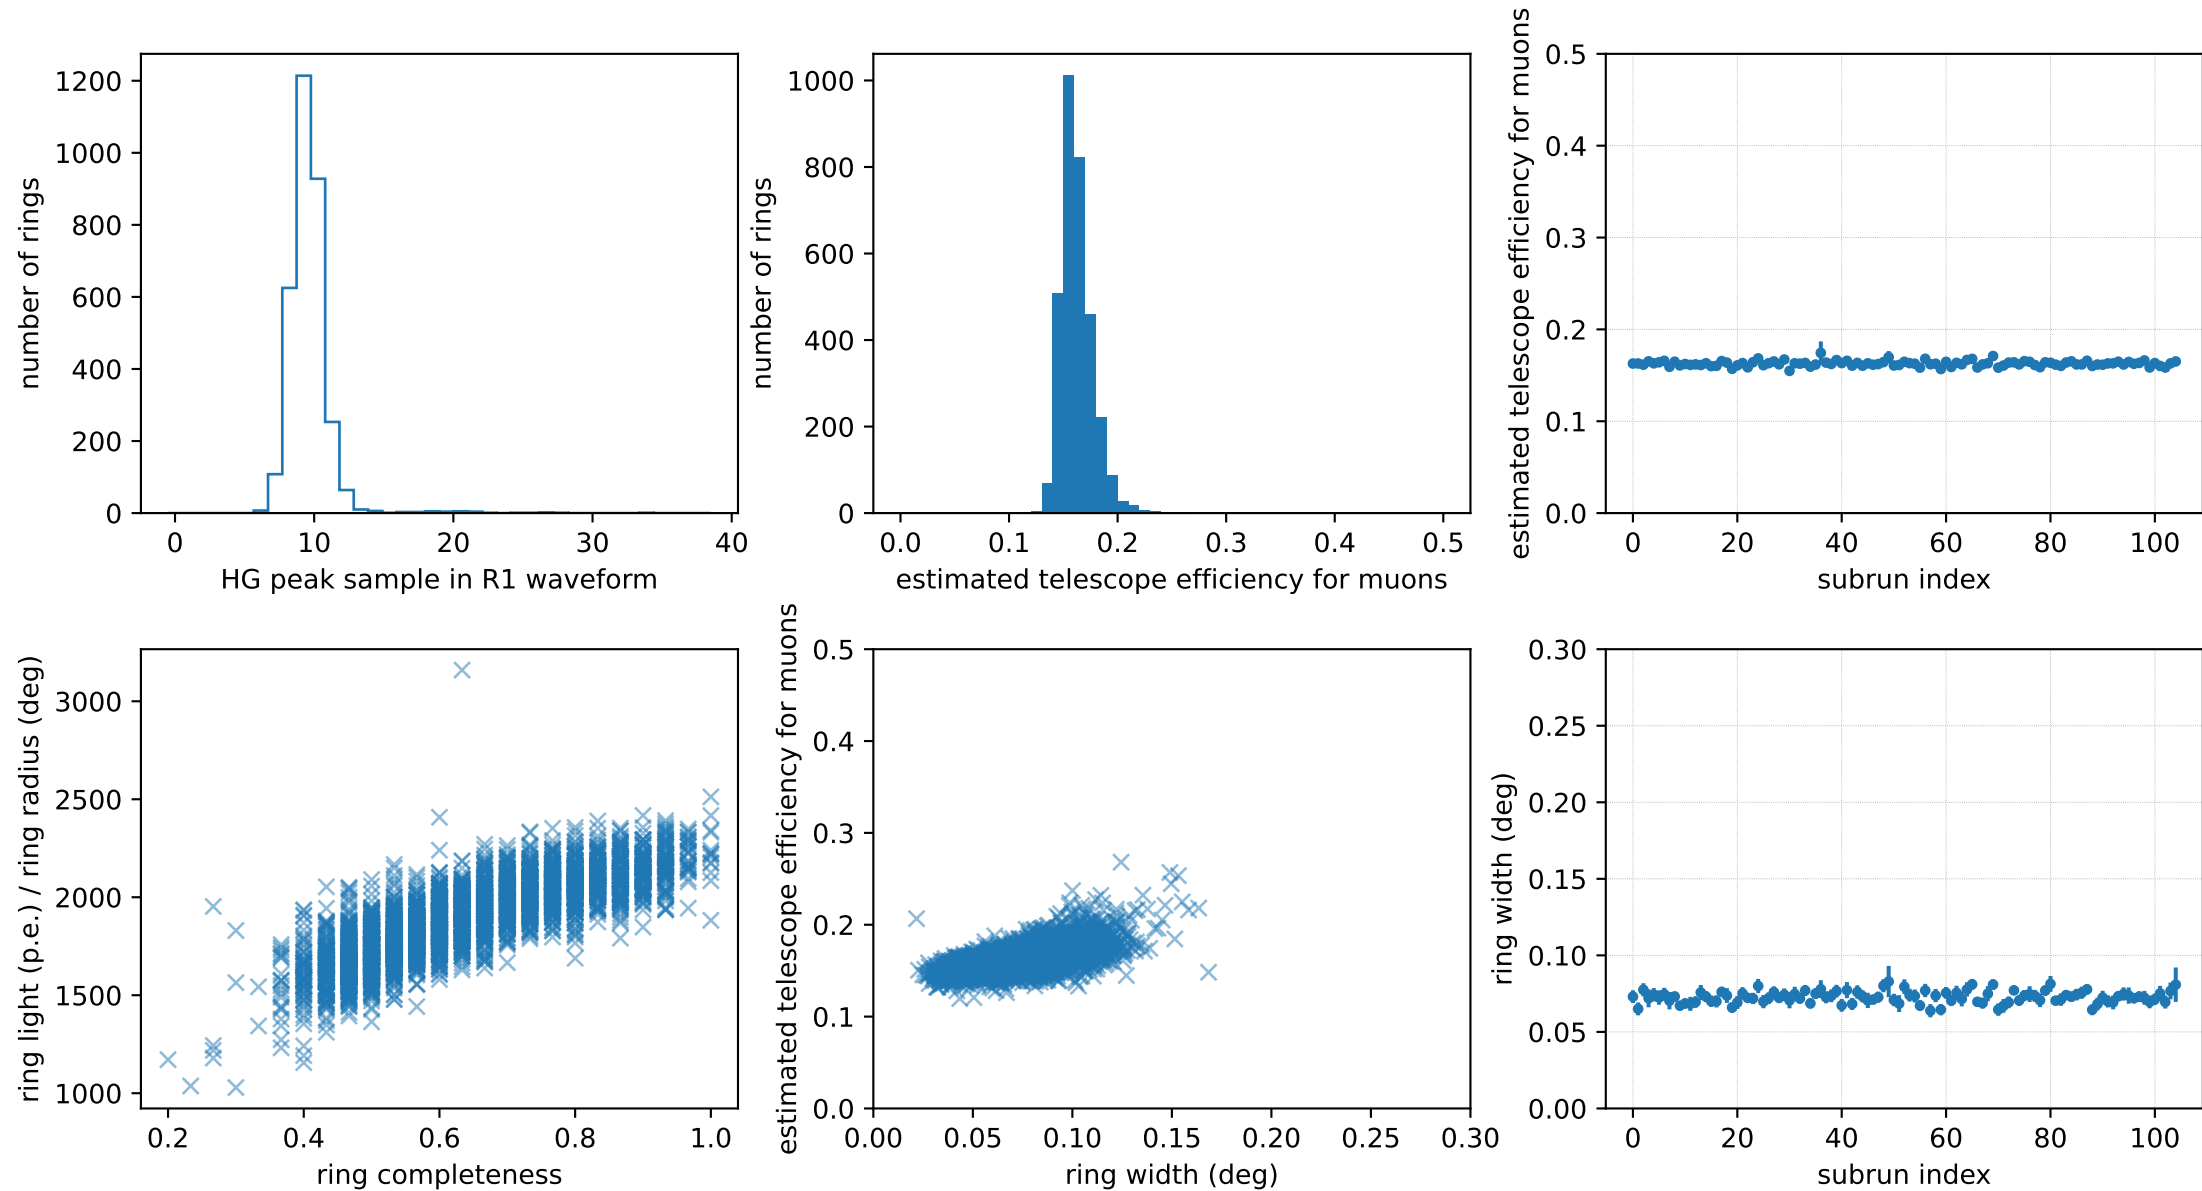 number of rings
1200
1000
800
600
400
200
0
0 10 20 30 40
HG peak sample in R1 waveform
number of rings
1000
800
600
400
200
0
0.0 0.1 0.2 0.3 0.4 0.5
estimated telescope efficiency for muons
estimated telescope efficiency for muons
0.5
0.4
0.3
0.2
0.1
0.0
0 20 40 60 80 100
subrun index
ring light (p.e.) / ring radius (deg)
3000
2500
2000
1500
1000
0.2 0.4 0.6 0.8 1.0
ring completeness
estimated telescope efficiency for muons
0.5
0.4
0.3
0.2
0.1
0.0
0.00 0.05 0.10 0.15 0.20 0.25 0.30
ring width (deg)
ring width (deg)
0.30
0.25
0.20
0.15
0.10
0.05
0.00
0 20 40 60 80 100
subrun index